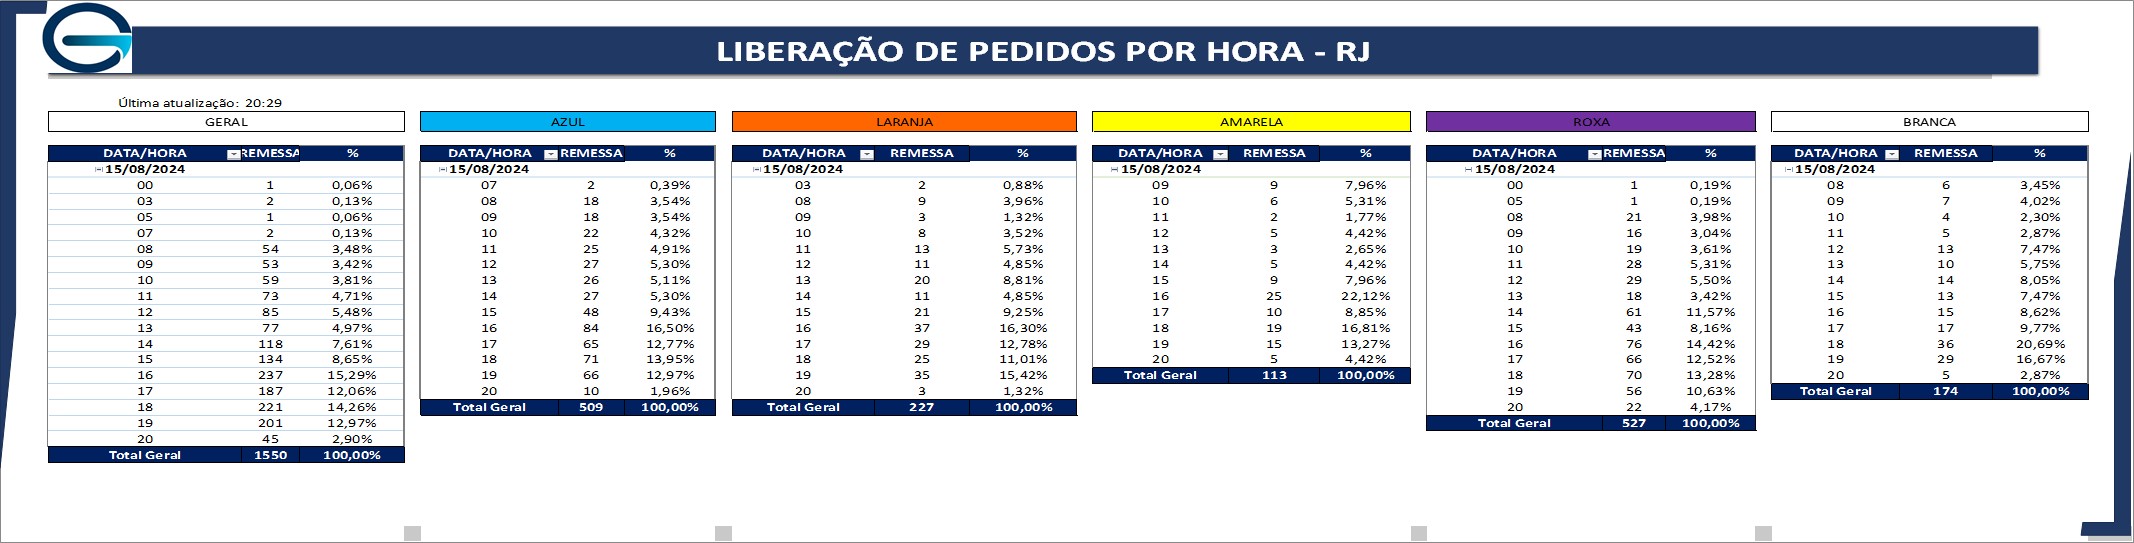 LIBERAÇÃO DE PEDIDOS POR HORA - RJ
Última atualização: 20:29
GERAL
DATA/HORA REMESSA %
15/08/2024
00 1 0,06%
03 2 0,13%
05 1 0,06%
07 2 0,13%
08 54 3,48%
09 53 3,42%
10 59 3,81%
11 73 4,71%
12 85 5,48%
13 77 4,97%
14 118 7,61%
15 134 8,65%
16 237 15,29%
17 187 12,06%
18 221 14,26%
19 201 12,97%
20 45 2,90%
Total Geral 1550 100,00%
AZUL
DATA/HORA REMESSA %
15/08/2024
07 2 0,39%
08 18 3,54%
09 18 3,54%
10 22 4,32%
11 25 4,91%
12 27 5,30%
13 26 5,11%
14 27 5,30%
15 48 9,43%
16 84 16,50%
17 65 12,77%
18 71 13,95%
19 66 12,97%
20 10 1,96%
Total Geral 509 100,00%
LARANJA
DATA/HORA REMESSA %
15/08/2024
03 2 0,88%
08 9 3,96%
09 3 1,32%
10 8 3,52%
11 13 5,73%
12 11 4,85%
13 20 8,81%
14 11 4,85%
15 21 9,25%
16 37 16,30%
17 29 12,78%
18 25 11,01%
19 35 15,42%
20 3 1,32%
Total Geral 227 100,00%
AMARELA
DATA/HORA REMESSA %
15/08/2024
09 9 7,96%
10 6 5,31%
11 2 1,77%
12 5 4,42%
13 3 2,65%
14 5 4,42%
15 9 7,96%
16 25 22,12%
17 10 8,85%
18 19 16,81%
19 15 13,27%
20 5 4,42%
Total Geral 113 100,00%
ROXA
DATA/HORA REMESSA %
15/08/2024
00 1 0,19%
05 1 0,19%
08 21 3,98%
09 16 3,04%
10 19 3,61%
11 28 5,31%
12 29 5,50%
13 18 3,42%
14 61 11,57%
15 43 8,16%
16 76 14,42%
17 66 12,52%
18 70 13,28%
19 56 10,63%
20 22 4,17%
Total Geral 527 100,00%
BRANCA
DATA/HORA REMESSA %
15/08/2024
08 6 3,45%
09 7 4,02%
10 4 2,30%
11 5 2,87%
12 13 7,47%
13 10 5,75%
14 14 8,05%
15 13 7,47%
16 15 8,62%
17 17 9,77%
18 36 20,69%
19 29 16,67%
20 5 2,87%
Total Geral 174 100,00%